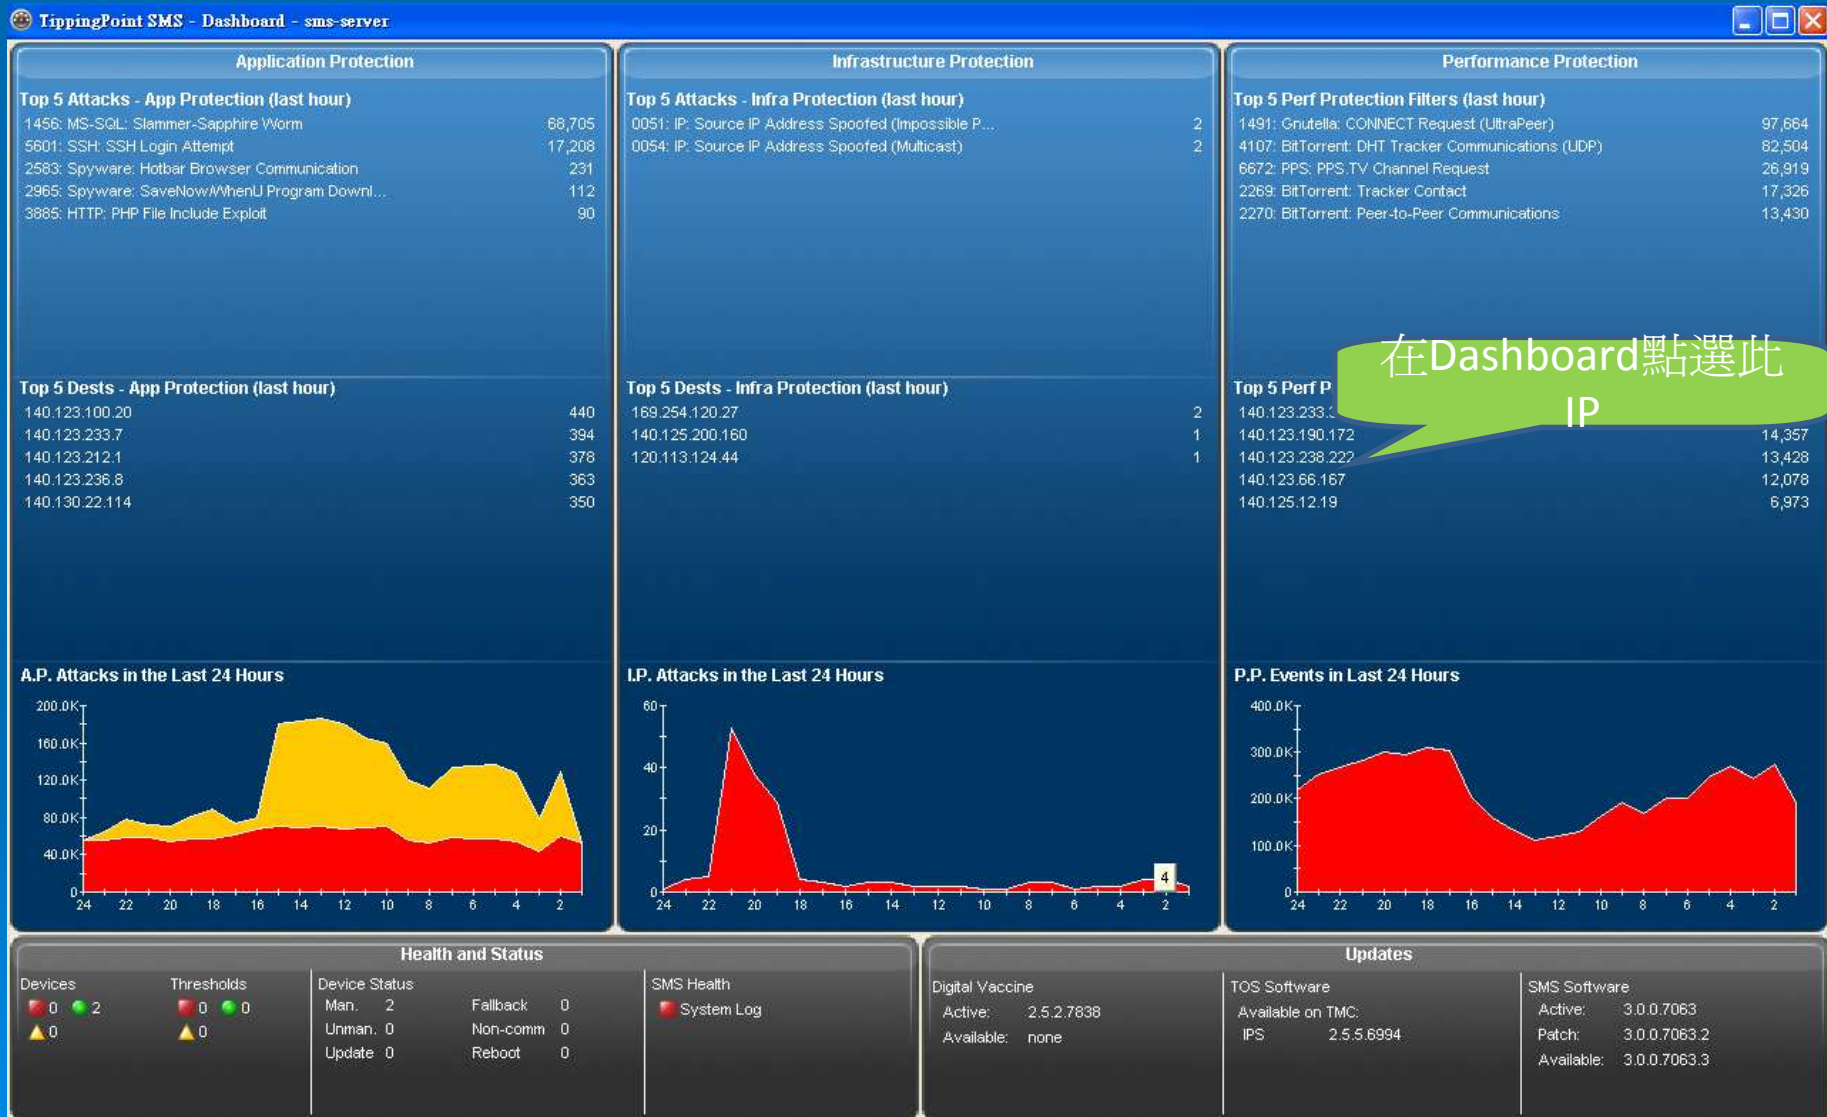 TippingPoint SMS - Dashboard - sms-server
Application Protection
Top 5 Attacks - App Protection (last hour)
1456: MS-SQL: Slammer-Sapphire Worm 68,705
5601: SSH: SSH Login Attempt 17,208
2583: Spyware: Hotbar Browser Communication 231
2965: Spyware: SaveNow/WhenU Program Downl... 112
3885: HTTP: PHP File Include Exploit 90
Top 5 Dests - App Protection (last hour)
140.123.100.20 440
140.123.233.7 394
140.123.212.1 378
140.123.236.8 363
140.130.22.114 350
A.P. Attacks in the Last 24 Hours
200.0K
160.0K
120.0K
80.0K
40.0K
0
24 22 20 18 16 14 12 10 8 6 4 2
Infrastructure Protection
Top 5 Attacks - Infra Protection (last hour)
0051: IP: Source IP Address Spoofed (Impossible P... 2
0054: IP: Source IP Address Spoofed (Multicast) 2
Top 5 Dests - Infra Protection (last hour)
169.254.120.27 2
140.125.200.160 1
120.113.124.44 1
I.P. Attacks in the Last 24 Hours
60
40
20
0
4
24 22 20 18 16 14 12 10 8 6 4 2
Performance Protection
Top 5 Perf Protection Filters (last hour)
1491: Gnutella: CONNECT Request (UltraPeer) 97,664
4107: BitTorrent: DHT Tracker Communications (UDP) 82,504
6672: PPS: PPS.TV Channel Request 26,919
2269: BitTorrent: Tracker Contact 17,326
2270: BitTorrent: Peer-to-Peer Communications 13,430
在Dashboard點選此
IP
Top 5 Perf P
140.123.233.
140.123.190.172 14,357
140.123.238.222 13,428
140.123.66.167 12,078
140.125.12.19 6,973
P.P. Events in Last 24 Hours
400.0K
300.0K
200.0K
100.0K
0
24 22 20 18 16 14 12 10 8 6 4 2
Health and Status
Devices
0 2
0
Thresholds
0 0
0
Device Status
Man. 2 Fallback 0
Unman. 0 Non-comm 0
Update 0 Reboot 0
SMS Health
System Log
Updates
Digital Vaccine
Active: 2.5.2.7838
Available: none
TOS Software
Available on TMC:
IPS 2.5.5.6994
SMS Software
Active: 3.0.0.7063
Patch: 3.0.0.7063.2
Available: 3.0.0.7063.3